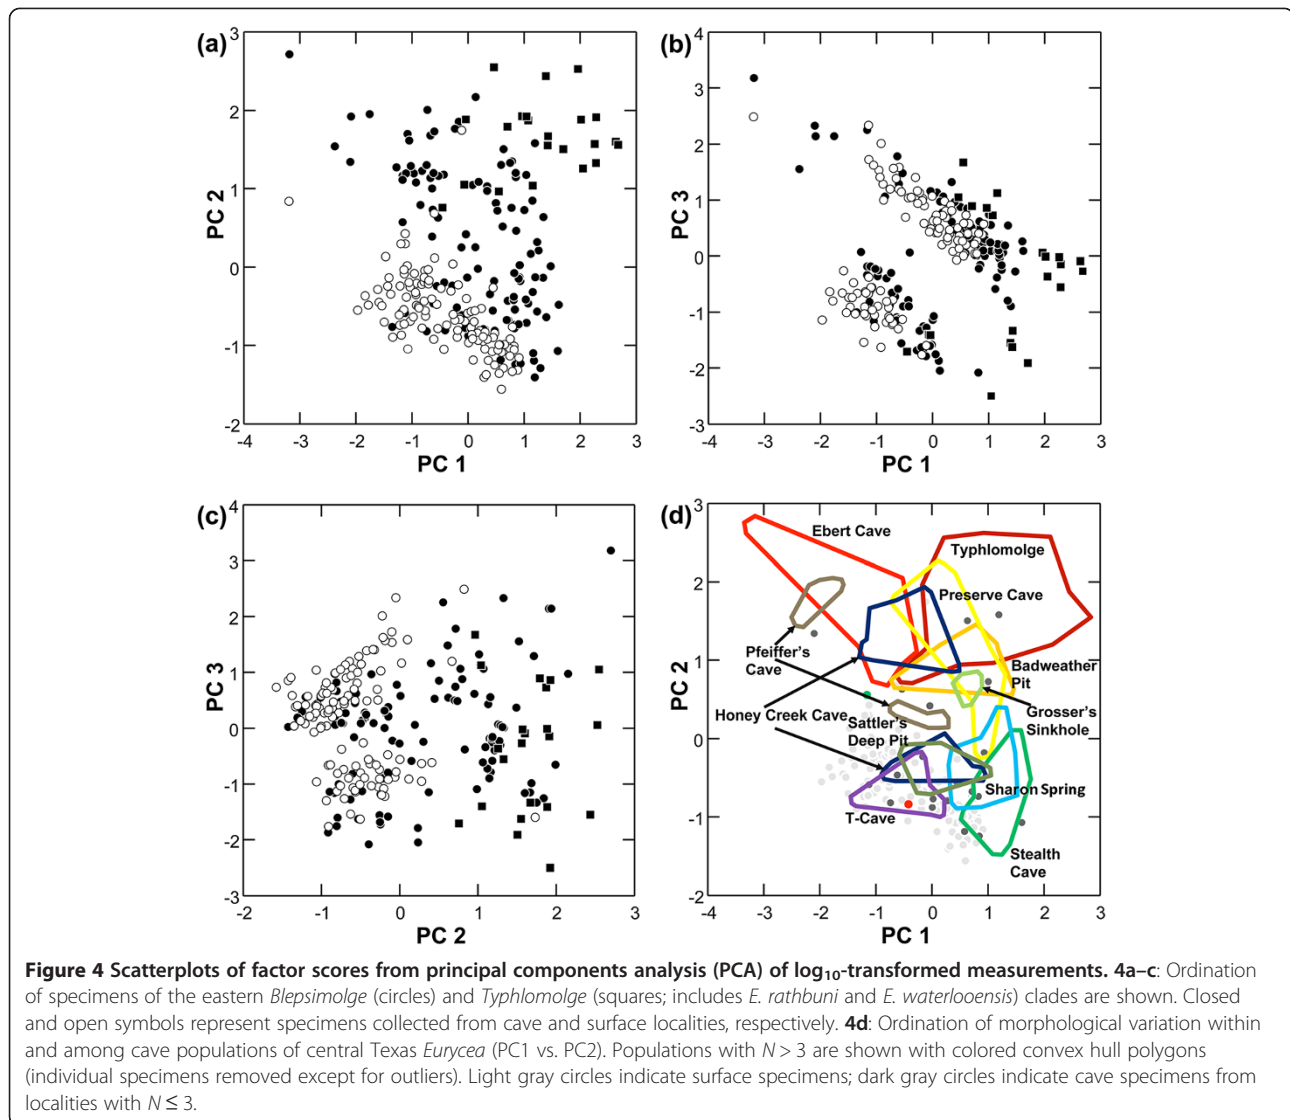 (a)
3
2
1
0
-1
-2
PC 2
-4 -3 -2 -1 0 1 2 3
PC 1
(b)
4
3
2
1
0
-1
-2
-3
PC 3
-4 -3 -2 -1 0 1 2 3
PC 1
(c)
4
3
2
1
0
-1
-2
-3
PC 3
-2 -1 0 1 2 3
PC 2
(d)
3
2
1
0
-1
-2
PC 2
Ebert Cave
Typhlomolge
Preserve Cave
Pfeiffer's
Cave
Badweather
Pit
Honey Creek Cave
Sattler's
Deep Pit
Grosser's
Sinkhole
Sharon Spring
T-Cave
Stealth
Cave
-4 -3 -2 -1 0 1 2 3
PC 1
Figure 4 Scatterplots of factor scores from principal components analysis (PCA) of log10-transformed measurements. 4a–c: Ordination
of specimens of the eastern Blepsimolge (circles) and Typhlomolge (squares; includes E. rathbuni and E. waterlooensis) clades are shown. Closed
and open symbols represent specimens collected from cave and surface localities, respectively. 4d: Ordination of morphological variation within
and among cave populations of central Texas Eurycea (PC1 vs. PC2). Populations with N > 3 are shown with colored convex hull polygons
(individual specimens removed except for outliers). Light gray circles indicate surface specimens; dark gray circles indicate cave specimens from
localities with N ≤ 3.